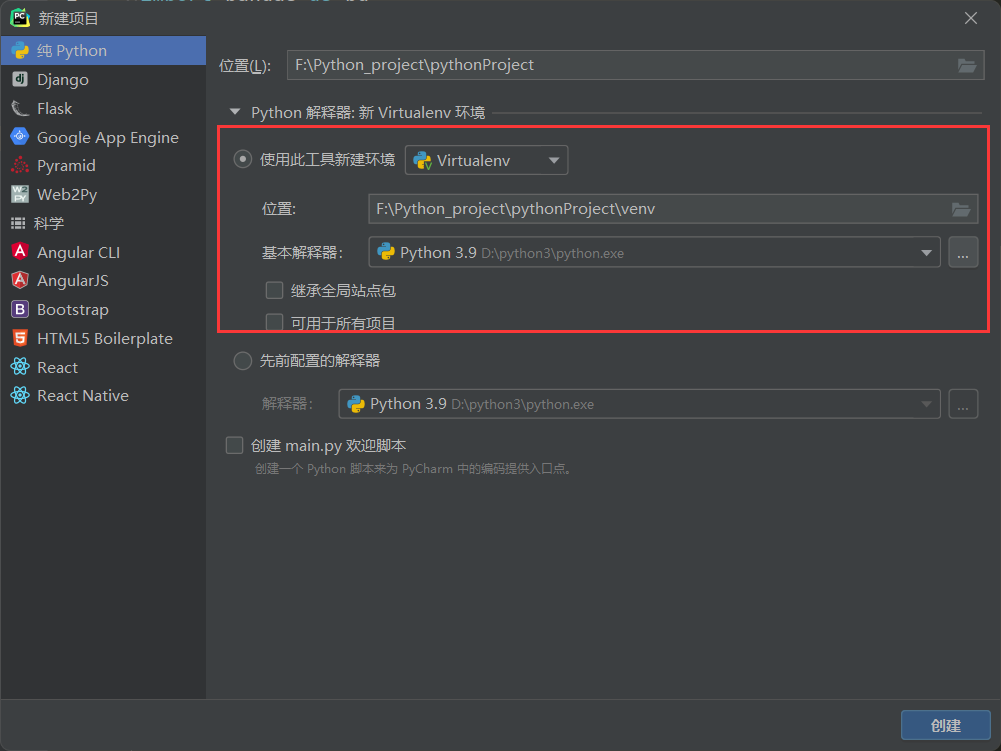 新建项目
纯 Python
Django
Flask
Google App Engine
Pyramid
Web2Py
科学
Angular CLI
AngularJS
Bootstrap
HTML5 Boilerplate
React
React Native
位置(L): F:\Python_project\pythonProject
Python 解释器: 新 Virtualenv 环境
使用此工具新建环境 Virtualenv
位置: F:\Python_project\pythonProject\venv
基本解释器: Python 3.9 D:\python3\python.exe ...
继承全局站点包
可用于所有项目
先前配置的解释器
解释器: Python 3.9 D:\python3\python.exe ...
创建 main.py 欢迎脚本
创建一个 Python 脚本来为 PyCharm 中的编码提供入口点。
创建